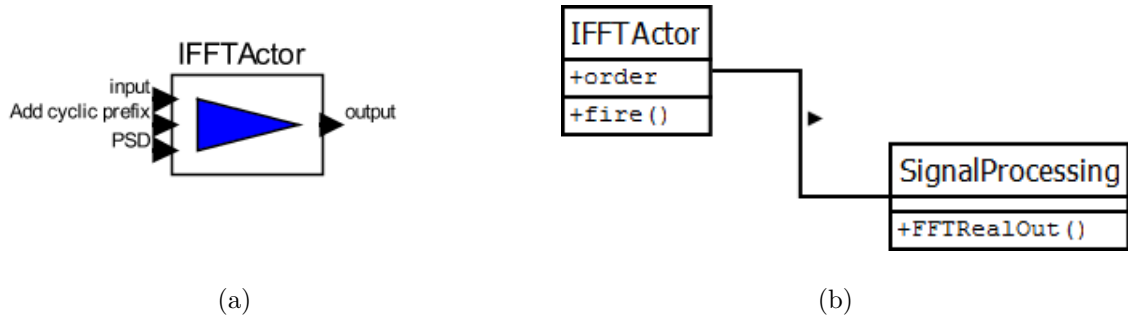 IFFTActor
input
Add cyclic prefix
PSD
output
(a)
IFFTActor
+order
+fire()
SignalProcessing
+FFTRealOut()
(b)